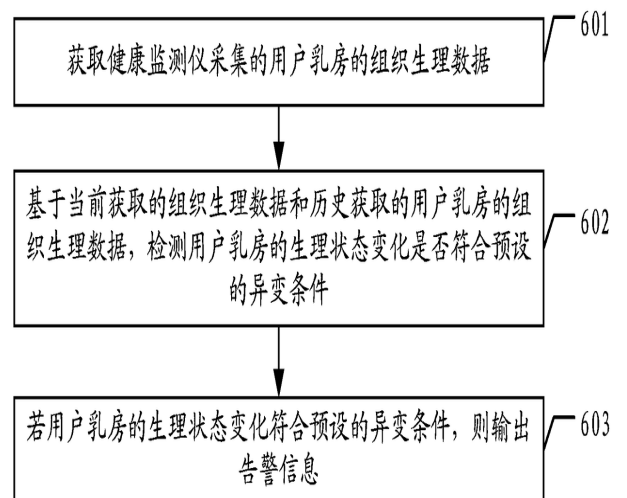 获取健康监测仪采集的用户乳房的组织生理数据
601
基于当前获取的组织生理数据和历史获取的用户乳房的组
织生理数据，检测用户乳房的生理状态变化是否符合预设
的异变条件
602
若用户乳房的生理状态变化符合预设的异变条件，则输出
告警信息
603